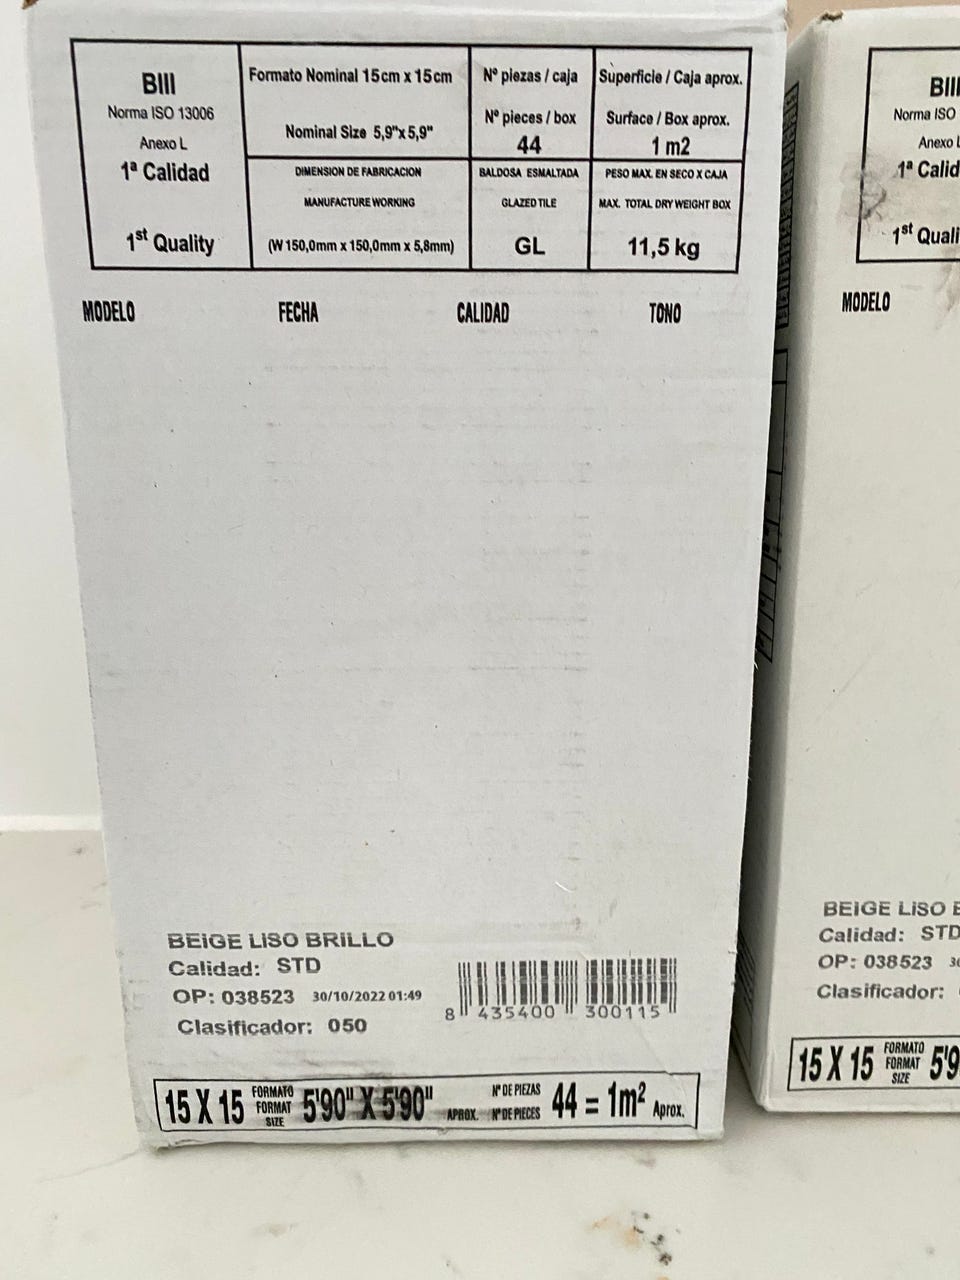 BIII
Norma ISO 13006
Anexo L
1ª Calidad
1st Quality
Formato Nominal 15cm x 15cm
Nominal Size 5,9"x 5,9"
Nº piezas / caja
Nº pieces / box
44
Superficie / Caja aprox.
Surface / Box aprox.
1 m2
DIMENSION DE FABRICACION
MANUFACTURE WORKING
(W 150,0mm x 150,0mm x 5,8mm)
BALDOSA ESMALTADA
GLAZED TILE
GL
PESO MAX. EN SECO X CAJA
MAX. TOTAL DRY WEIGHT BOX
11,5 kg
MODELO FECHA CALIDAD TONO
BEIGE LISO BRILLO
Calidad: STD
OP: 038523 30/10/2022 01:49
Clasificador: 050
8 435400 300115
15 X 15 FORMATO FORMAT SIZE 5'90" X 5'90" APROX. Nº DE PIEZAS Nº DE PIECES 44 = 1m² Aprox.
BIII
Norma ISO
Anexo L
1ª Calid
1st Quali
MODELO
BEIGE LISO
Calidad: STD
OP: 038523
Clasificador:
15 X 15 FORMATO FORMAT SIZE 5'9